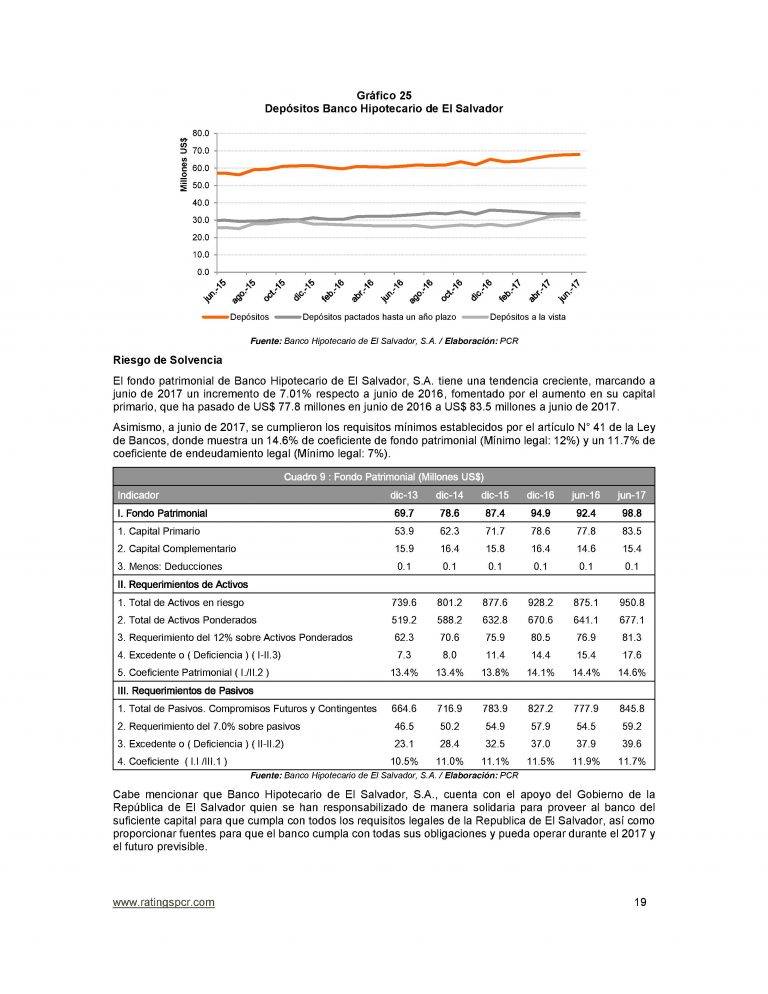 Gráfico 25
Depósitos Banco Hipotecario de El Salvador
Millones US$
80.0
70.0
60.0
50.0
40.0
30.0
20.0
10.0
0.0
jun.-15 ago.-15 oct.-15 dic.-15 feb.-16 abr.-16 jun.-16 ago.-16 oct.-16 dic.-16 feb.-17 abr.-17 jun.-17
Depósitos Depósitos pactados hasta un año plazo Depósitos a la vista
Fuente: Banco Hipotecario de El Salvador, S.A. / Elaboración: PCR
Riesgo de Solvencia
El fondo patrimonial de Banco Hipotecario de El Salvador, S.A. tiene una tendencia creciente, marcando a
junio de 2017 un incremento de 7.01% respecto a junio de 2016, fomentado por el aumento en su capital
primario, que ha pasado de US$ 77.8 millones en junio de 2016 a US$ 83.5 millones a junio de 2017.
Asimismo, a junio de 2017, se cumplieron los requisitos mínimos establecidos por el artículo N° 41 de la Ley
de Bancos, donde muestra un 14.6% de coeficiente de fondo patrimonial (Mínimo legal: 12%) y un 11.7% de
coeficiente de endeudamiento legal (Mínimo legal: 7%).
Cuadro 9 : Fondo Patrimonial (Millones US$)
Indicador dic-13 dic-14 dic-15 dic-16 jun-16 jun-17
I. Fondo Patrimonial 69.7 78.6 87.4 94.9 92.4 98.8
1. Capital Primario 53.9 62.3 71.7 78.6 77.8 83.5
2. Capital Complementario 15.9 16.4 15.8 16.4 14.6 15.4
3. Menos: Deducciones 0.1 0.1 0.1 0.1 0.1 0.1
II. Requerimientos de Activos
1. Total de Activos en riesgo 739.6 801.2 877.6 928.2 875.1 950.8
2. Total de Activos Ponderados 519.2 588.2 632.8 670.6 641.1 677.1
3. Requerimiento del 12% sobre Activos Ponderados 62.3 70.6 75.9 80.5 76.9 81.3
4. Excedente o ( Deficiencia ) ( I-II.3) 7.3 8.0 11.4 14.4 15.4 17.6
5. Coeficiente Patrimonial ( I./II.2 ) 13.4% 13.4% 13.8% 14.1% 14.4% 14.6%
III. Requerimientos de Pasivos
1. Total de Pasivos. Compromisos Futuros y Contingentes 664.6 716.9 783.9 827.2 777.9 845.8
2. Requerimiento del 7.0% sobre pasivos 46.5 50.2 54.9 57.9 54.5 59.2
3. Excedente o ( Deficiencia ) ( II-II.2) 23.1 28.4 32.5 37.0 37.9 39.6
4. Coeficiente ( I.I /III.1 ) 10.5% 11.0% 11.1% 11.5% 11.9% 11.7%
Fuente: Banco Hipotecario de El Salvador, S.A. / Elaboración: PCR
Cabe mencionar que Banco Hipotecario de El Salvador, S.A., cuenta con el apoyo del Gobierno de la
República de El Salvador quien se han responsabilizado de manera solidaria para proveer al banco del
suficiente capital para que cumpla con todos los requisitos legales de la Republica de El Salvador, así como
proporcionar fuentes para que el banco cumpla con todas sus obligaciones y pueda operar durante el 2017 y
el futuro previsible.
www.ratingspcr.com 19